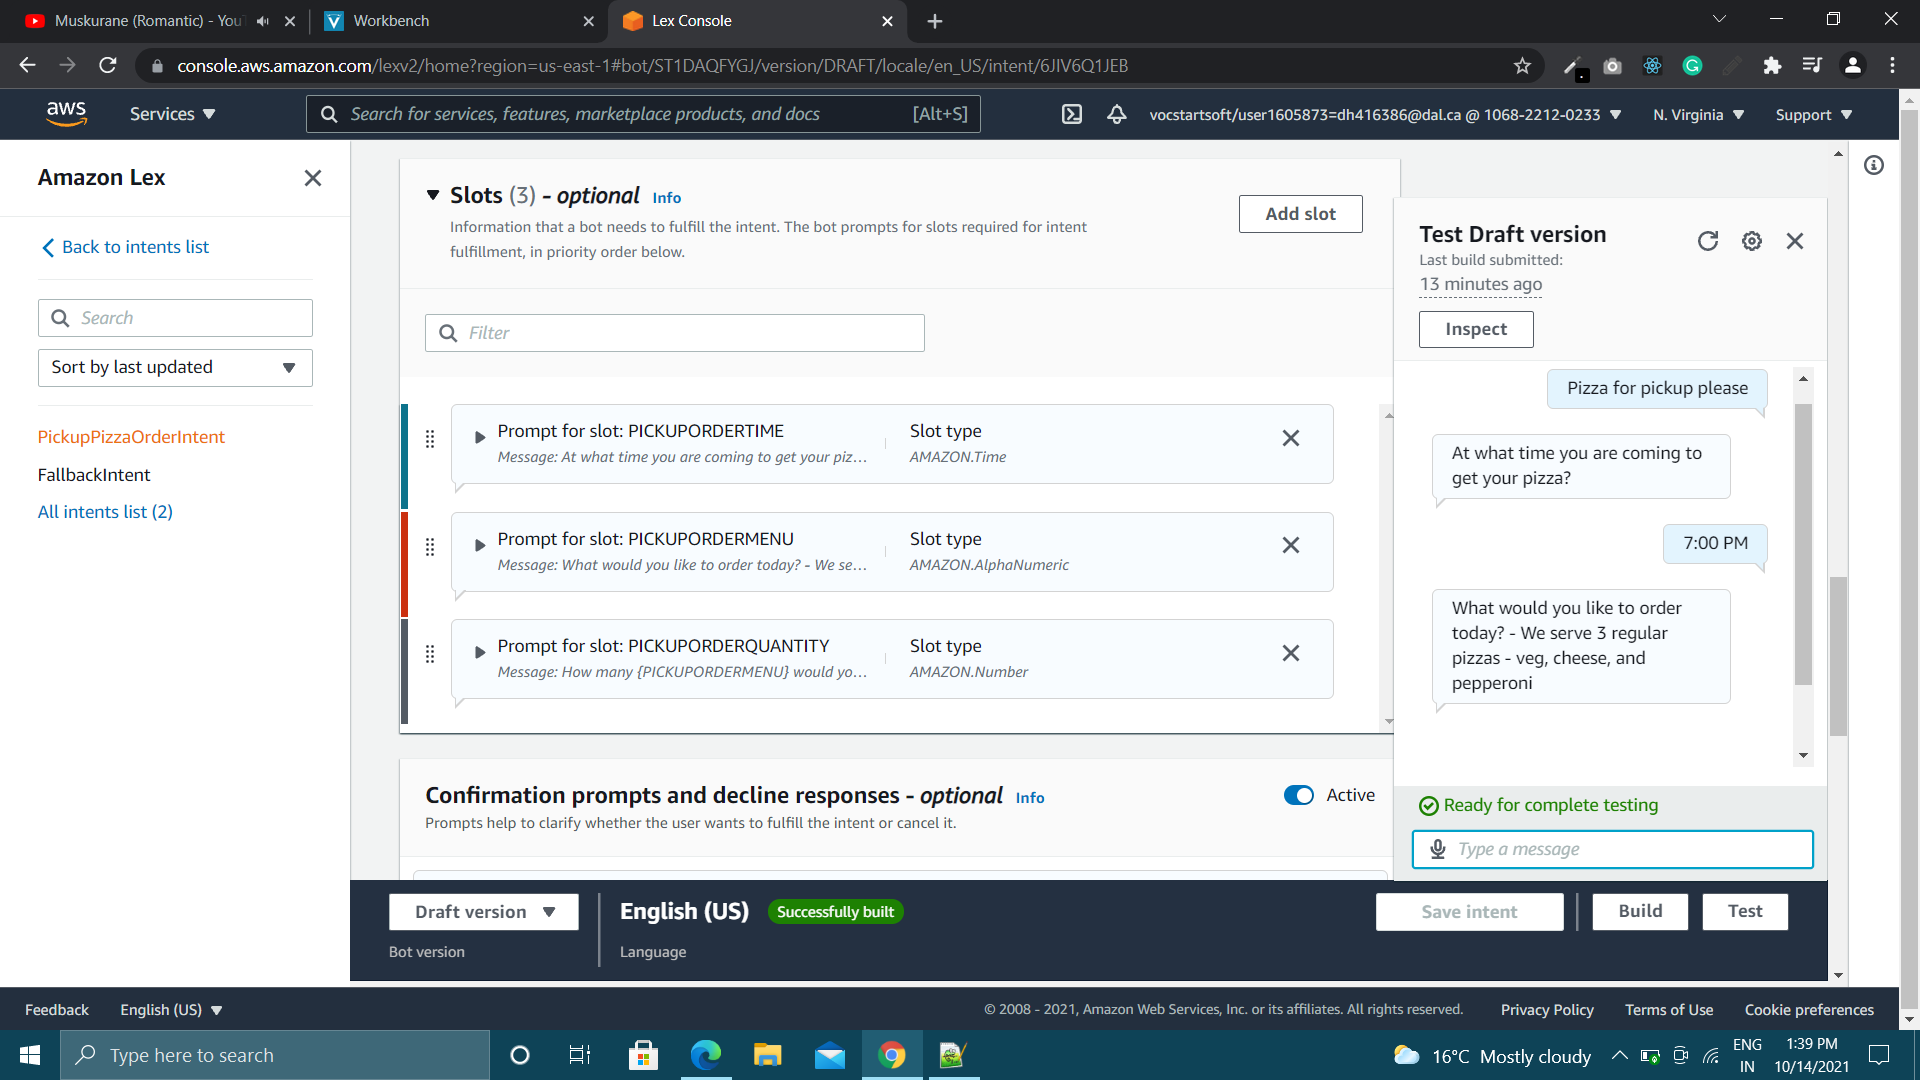 Muskurane (Romantic) - You
Workbench
Lex Console
console.aws.amazon.com/lexv2/home?region=us-east-1#bot/ST1DAQFYGJ/version/DRAFT/locale/en_US/intent/6JIV6Q1JEB
aws
Services
Search for services, features, marketplace products, and docs
[Alt+S]
vocstartsoft/user1605873=dh416386@dal.ca @ 1068-2212-0233
N. Virginia
Support
Amazon Lex
Back to intents list
Search
Sort by last updated
PickupPizzaOrderIntent
FallbackIntent
All intents list (2)
Slots (3) - optional Info
Information that a bot needs to fulfill the intent. The bot prompts for slots required for intent
fulfillment, in priority order below.
Add slot
Filter
Prompt for slot: PICKUPORDERTIME
Message: At what time you are coming to get your piz...
Slot type
AMAZON.Time
Prompt for slot: PICKUPORDERMENU
Message: What would you like to order today? - We se...
Slot type
AMAZON.AlphaNumeric
Prompt for slot: PICKUPORDERQUANTITY
Message: How many {PICKUPORDERMENU} would yo...
Slot type
AMAZON.Number
Confirmation prompts and decline responses - optional Info
Prompts help to clarify whether the user wants to fulfill the intent or cancel it.
Active
Test Draft version
Last build submitted:
13 minutes ago
Inspect
Pizza for pickup please
At what time you are coming to
get your pizza?
7:00 PM
What would you like to order
today? - We serve 3 regular
pizzas - veg, cheese, and
pepperoni
Ready for complete testing
Type a message
Draft version
Bot version
English (US)
Successfully built
Language
Save intent
Build
Test
Feedback
English (US)
© 2008 - 2021, Amazon Web Services, Inc. or its affiliates. All rights reserved.
Privacy Policy
Terms of Use
Cookie preferences
Type here to search
16°C Mostly cloudy
ENG
IN
1:39 PM
10/14/2021